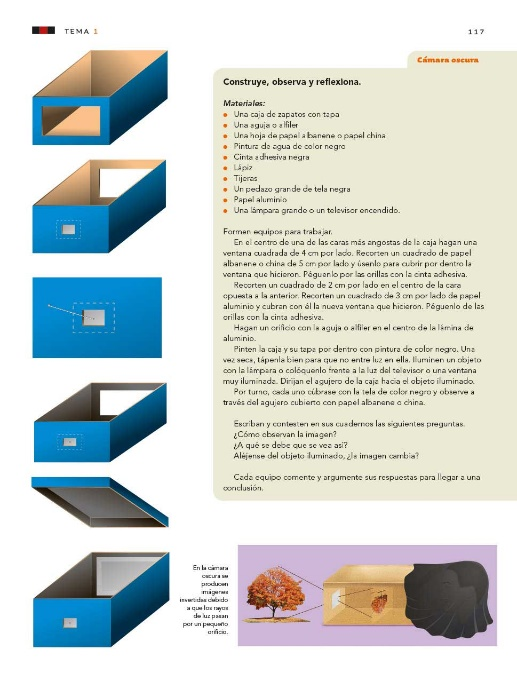 TEMA 1
117
Cámara oscura
Construye, observa y reflexiona.
Materiales:
Una caja de zapatos con tapa
Una aguja o alfiler
Una hoja de papel albanene o papel china
Pintura de agua de color negro
Cinta adhesiva negra
Lápiz
Tijeras
Un pedazo grande de tela negra
Papel aluminio
Una lámpara grande o un televisor encendido.
Formen equipos para trabajar.
En el centro de una de las caras más angostas de la caja hagan una
ventana cuadrada de 4 cm por lado. Recorten un cuadrado de papel
albanene o china de 5 cm por lado y úsenlo para cubrir por dentro la
ventana que hicieron. Péguenlo por las orillas con la cinta adhesiva.
Recorten un cuadrado de 2 cm por lado en el centro de la cara
opuesta a la anterior. Recorten un cuadrado de 3 cm por lado de papel
aluminio y cubran con él la nueva ventana que hicieron. Péguenlo de las
orillas con la cinta adhesiva.
Hagan un orificio con la aguja o alfiler en el centro de la lámina de
aluminio.
Pinten la caja y su tapa por dentro con pintura de color negro. Una
vez seca, tápenla bien para que no entre luz en ella. Iluminen un objeto
con la lámpara o colóquenlo frente a la luz del televisor o una ventana
muy iluminada. Dirijan el agujero de la caja hacia el objeto iluminado.
Por turno, cada uno cúbrase con la tela de color negro y observe a
través del agujero cubierto con papel albanene o china.
Escriban y contesten en sus cuadernos las siguientes preguntas.
¿Cómo observan la imagen?
¿A qué se debe que se vea así?
Aléjense del objeto iluminado, ¿la imagen cambia?
Cada equipo comente y argumente sus respuestas para llegar a una
conclusión.
En la cámara
oscura se
producen
imágenes
invertidas debido
a que los rayos
de luz pasan
por un pequeño
orificio.